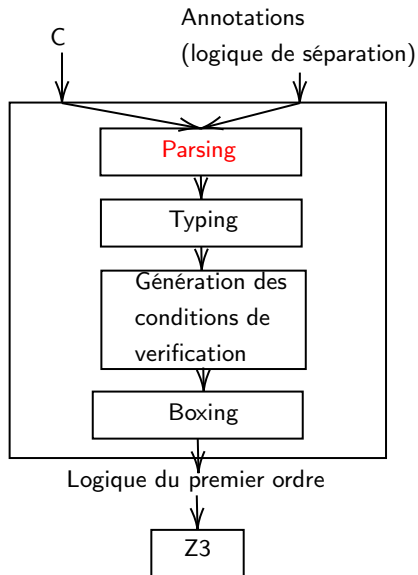 C
Annotations
(logique de séparation)
Parsing
Typing
Génération des
conditions de
verification
Boxing
Logique du premier ordre
Z3